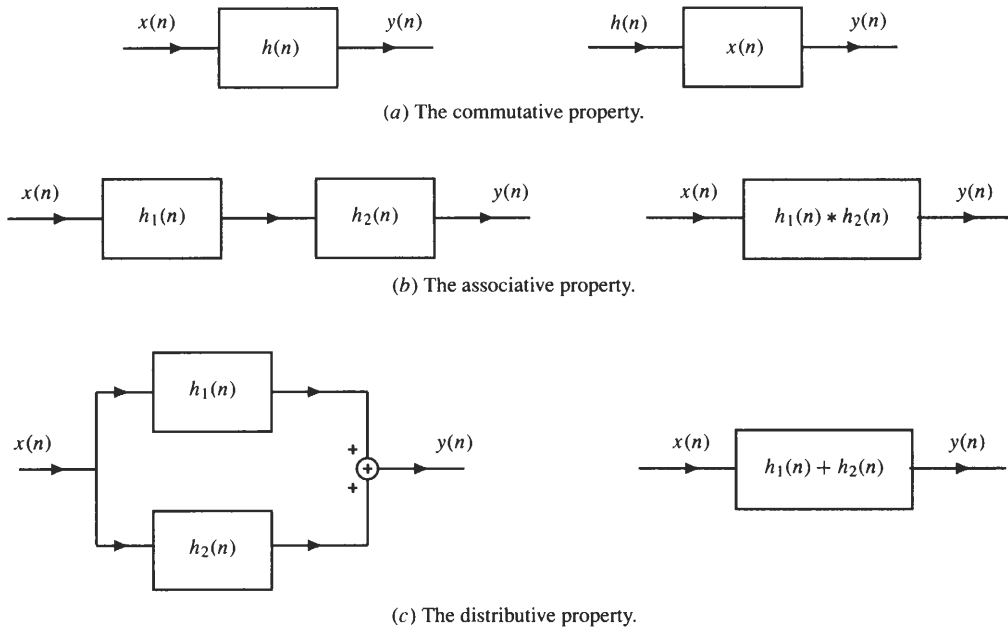 x(n) h(n) y(n) h(n) x(n) y(n)
(a) The commutative property.
x(n) h₁(n) h₂(n) y(n) x(n) h₁(n) * h₂(n) y(n)
(b) The associative property.
h₁(n)
x(n) + + y(n) x(n) h₁(n) + h₂(n) y(n)
+
h₂(n)
(c) The distributive property.